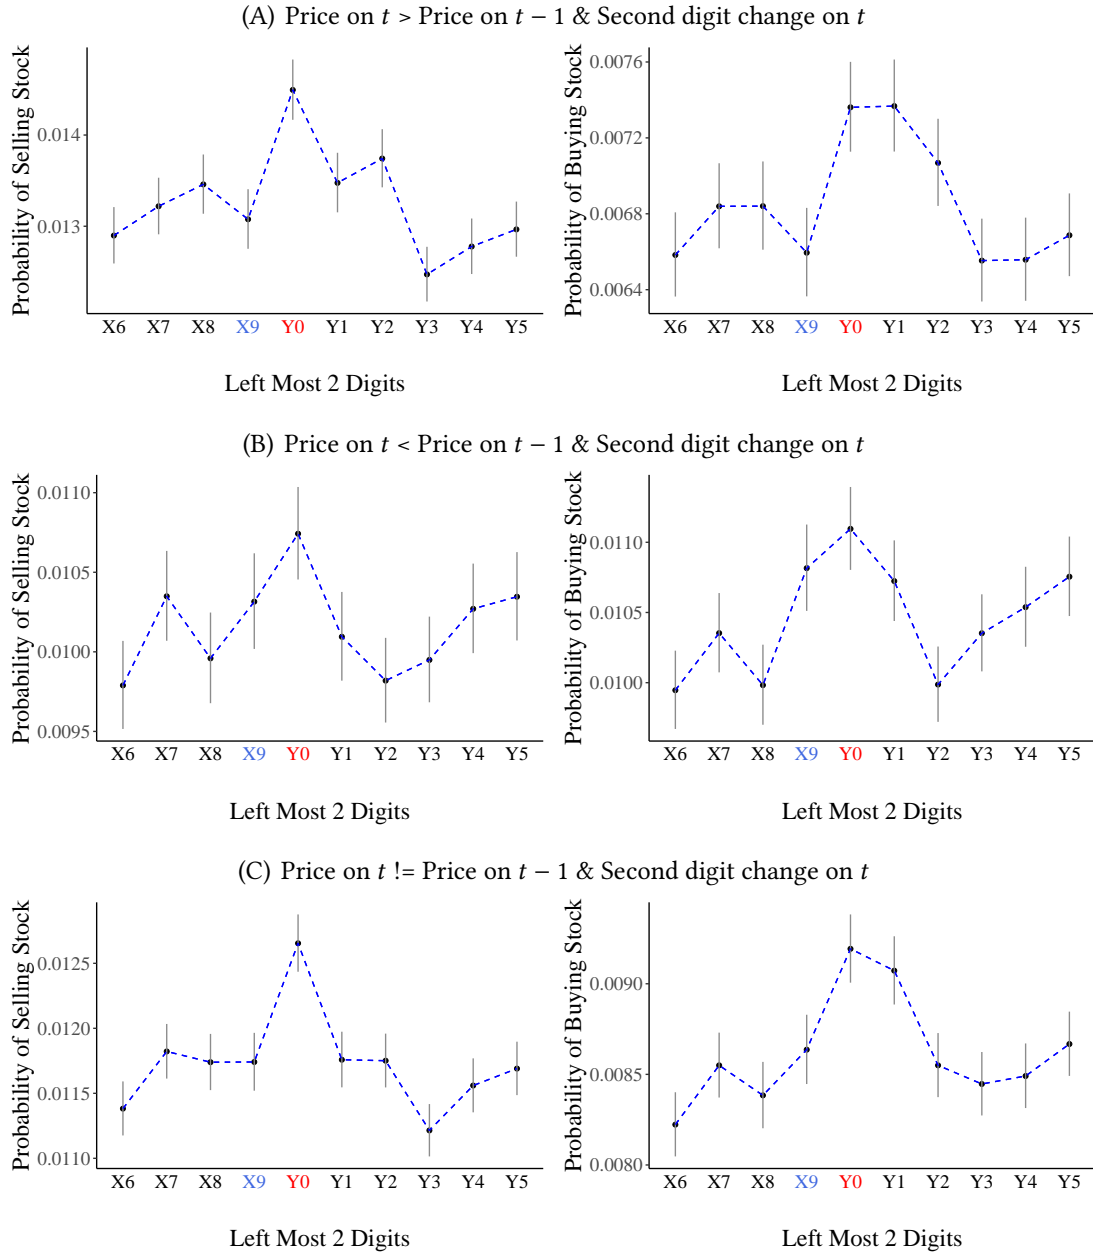 (A) Price on t > Price on t − 1 & Second digit change on t
Probability of Selling Stock
0.014
0.013
X6 X7 X8 X9 Y0 Y1 Y2 Y3 Y4 Y5
Left Most 2 Digits
Probability of Buying Stock
0.0076
0.0072
0.0068
0.0064
X6 X7 X8 X9 Y0 Y1 Y2 Y3 Y4 Y5
Left Most 2 Digits
(B) Price on t < Price on t − 1 & Second digit change on t
Probability of Selling Stock
0.0110
0.0105
0.0100
0.0095
X6 X7 X8 X9 Y0 Y1 Y2 Y3 Y4 Y5
Left Most 2 Digits
Probability of Buying Stock
0.0110
0.0105
0.0100
X6 X7 X8 X9 Y0 Y1 Y2 Y3 Y4 Y5
Left Most 2 Digits
(C) Price on t != Price on t − 1 & Second digit change on t
Probability of Selling Stock
0.0125
0.0120
0.0115
0.0110
X6 X7 X8 X9 Y0 Y1 Y2 Y3 Y4 Y5
Left Most 2 Digits
Probability of Buying Stock
0.0090
0.0085
0.0080
X6 X7 X8 X9 Y0 Y1 Y2 Y3 Y4 Y5
Left Most 2 Digits